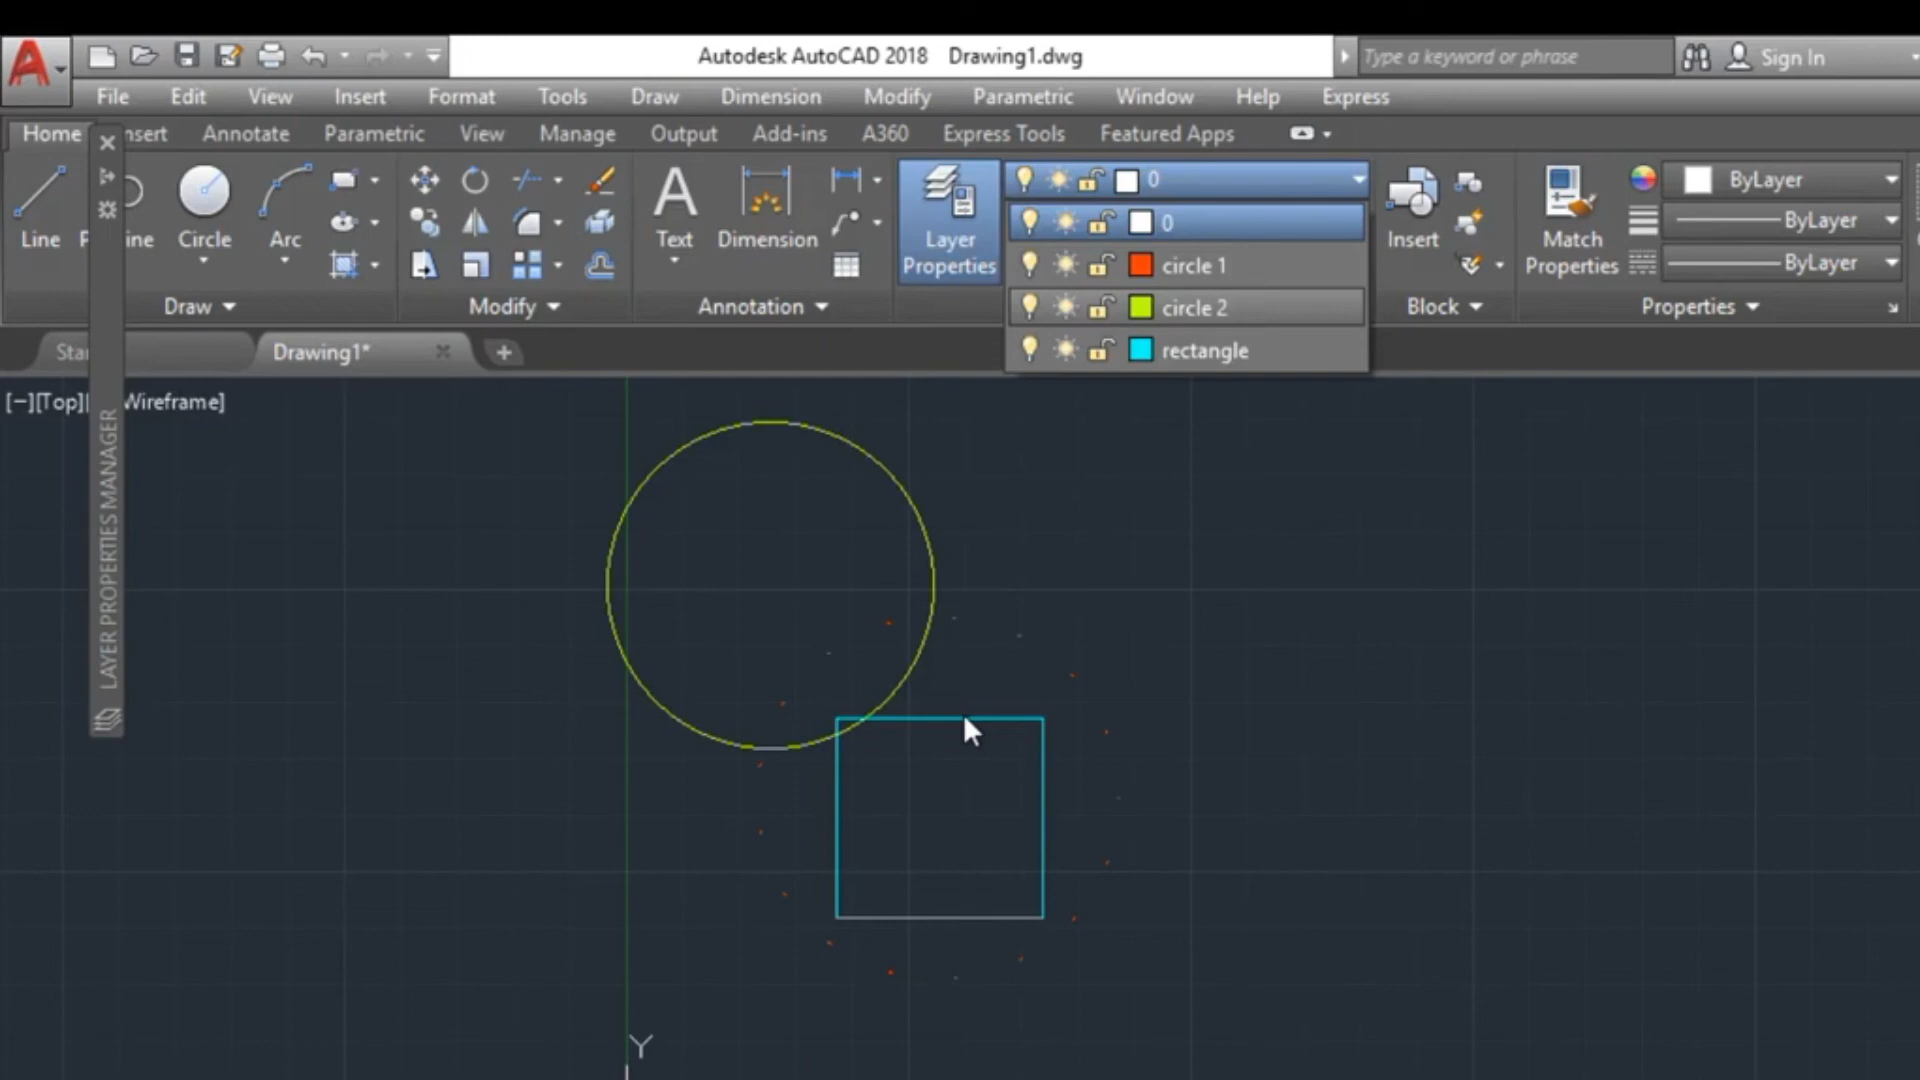 Autodesk AutoCAD 2018 Drawing1.dwg
Type a keyword or phrase
Sign In
File Edit View Insert Format Tools Draw Dimension Modify Parametric Window Help Express
Home nsert Annotate Parametric View Manage Output Add-ins A360 Express Tools Featured Apps
Line P ine Circle Arc
Draw
Modify
Text Dimension
Annotation
Layer
Properties
0
0
circle 1
circle 2
rectangle
Insert
Block
Match
Properties
ByLayer
ByLayer
ByLayer
Properties
Sta
Drawing1*
[−][Top][ Wireframe]
LAYER PROPERTIES MANAGER
Y